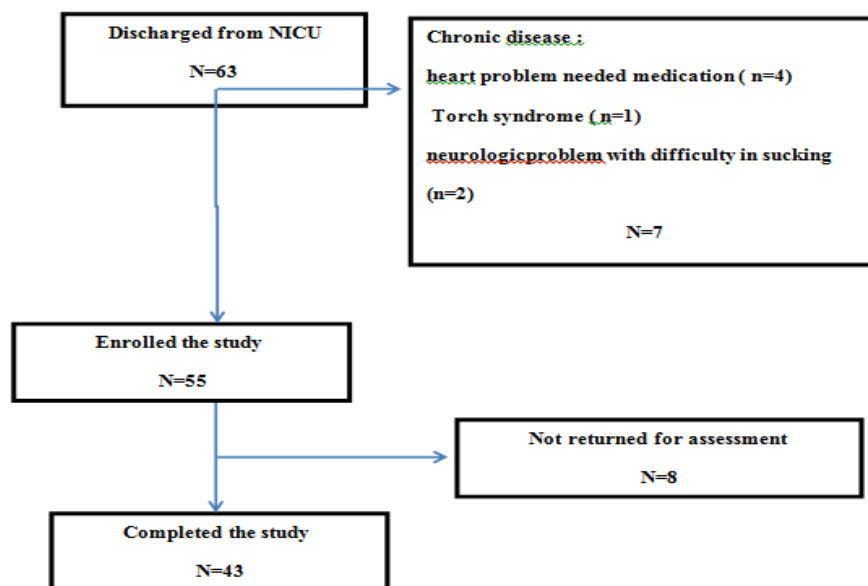 Discharged from NICU
N=63
Chronic disease :
heart problem needed medication ( n=4)
Torch syndrome ( n=1)
neurologicproblem with difficulty in sucking
(n=2)
N=7
Enrolled the study
N=55
Not returned for assessment
N=8
Completed the study
N=43